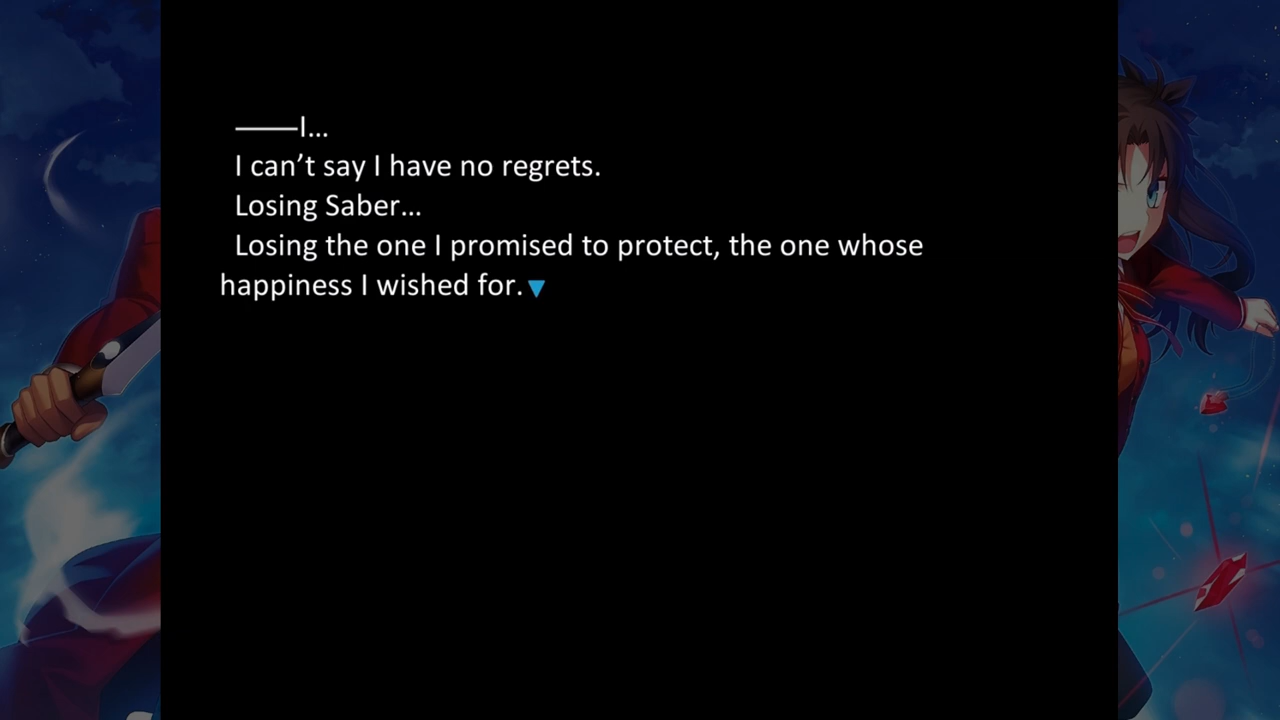 ———I…
I can’t say I have no regrets.
Losing Saber…
Losing the one I promised to protect, the one whose
happiness I wished for.